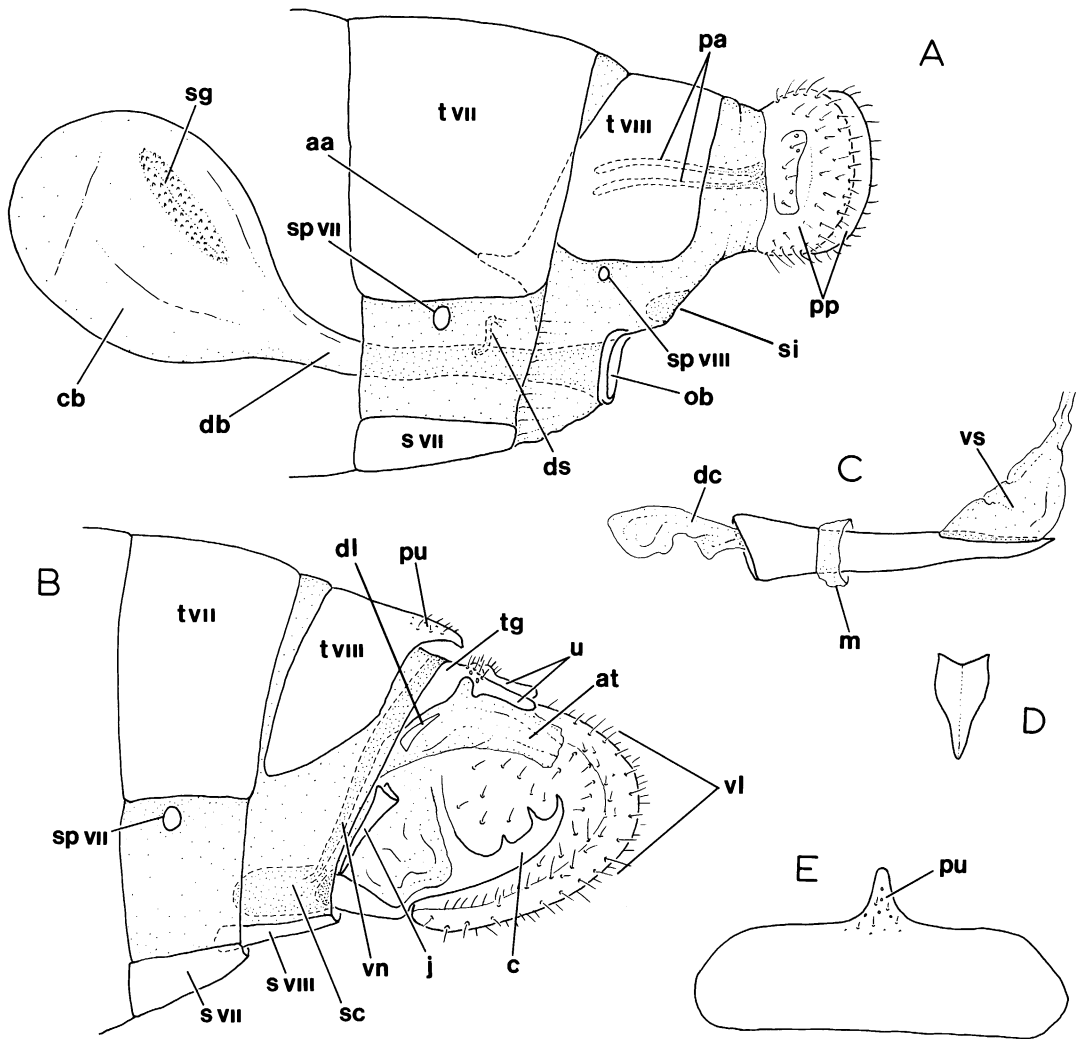 A
pa
sg
t VII
t VIII
aa
sp VII
pp
si
sp VIII
ob
cb
db
s VII
ds
vs
C
dc
m
B
dl
pu
t VII
tg
u
t VIII
at
D
vl
sp VII
E
pu
vn
j
c
s VIII
s VII
sc